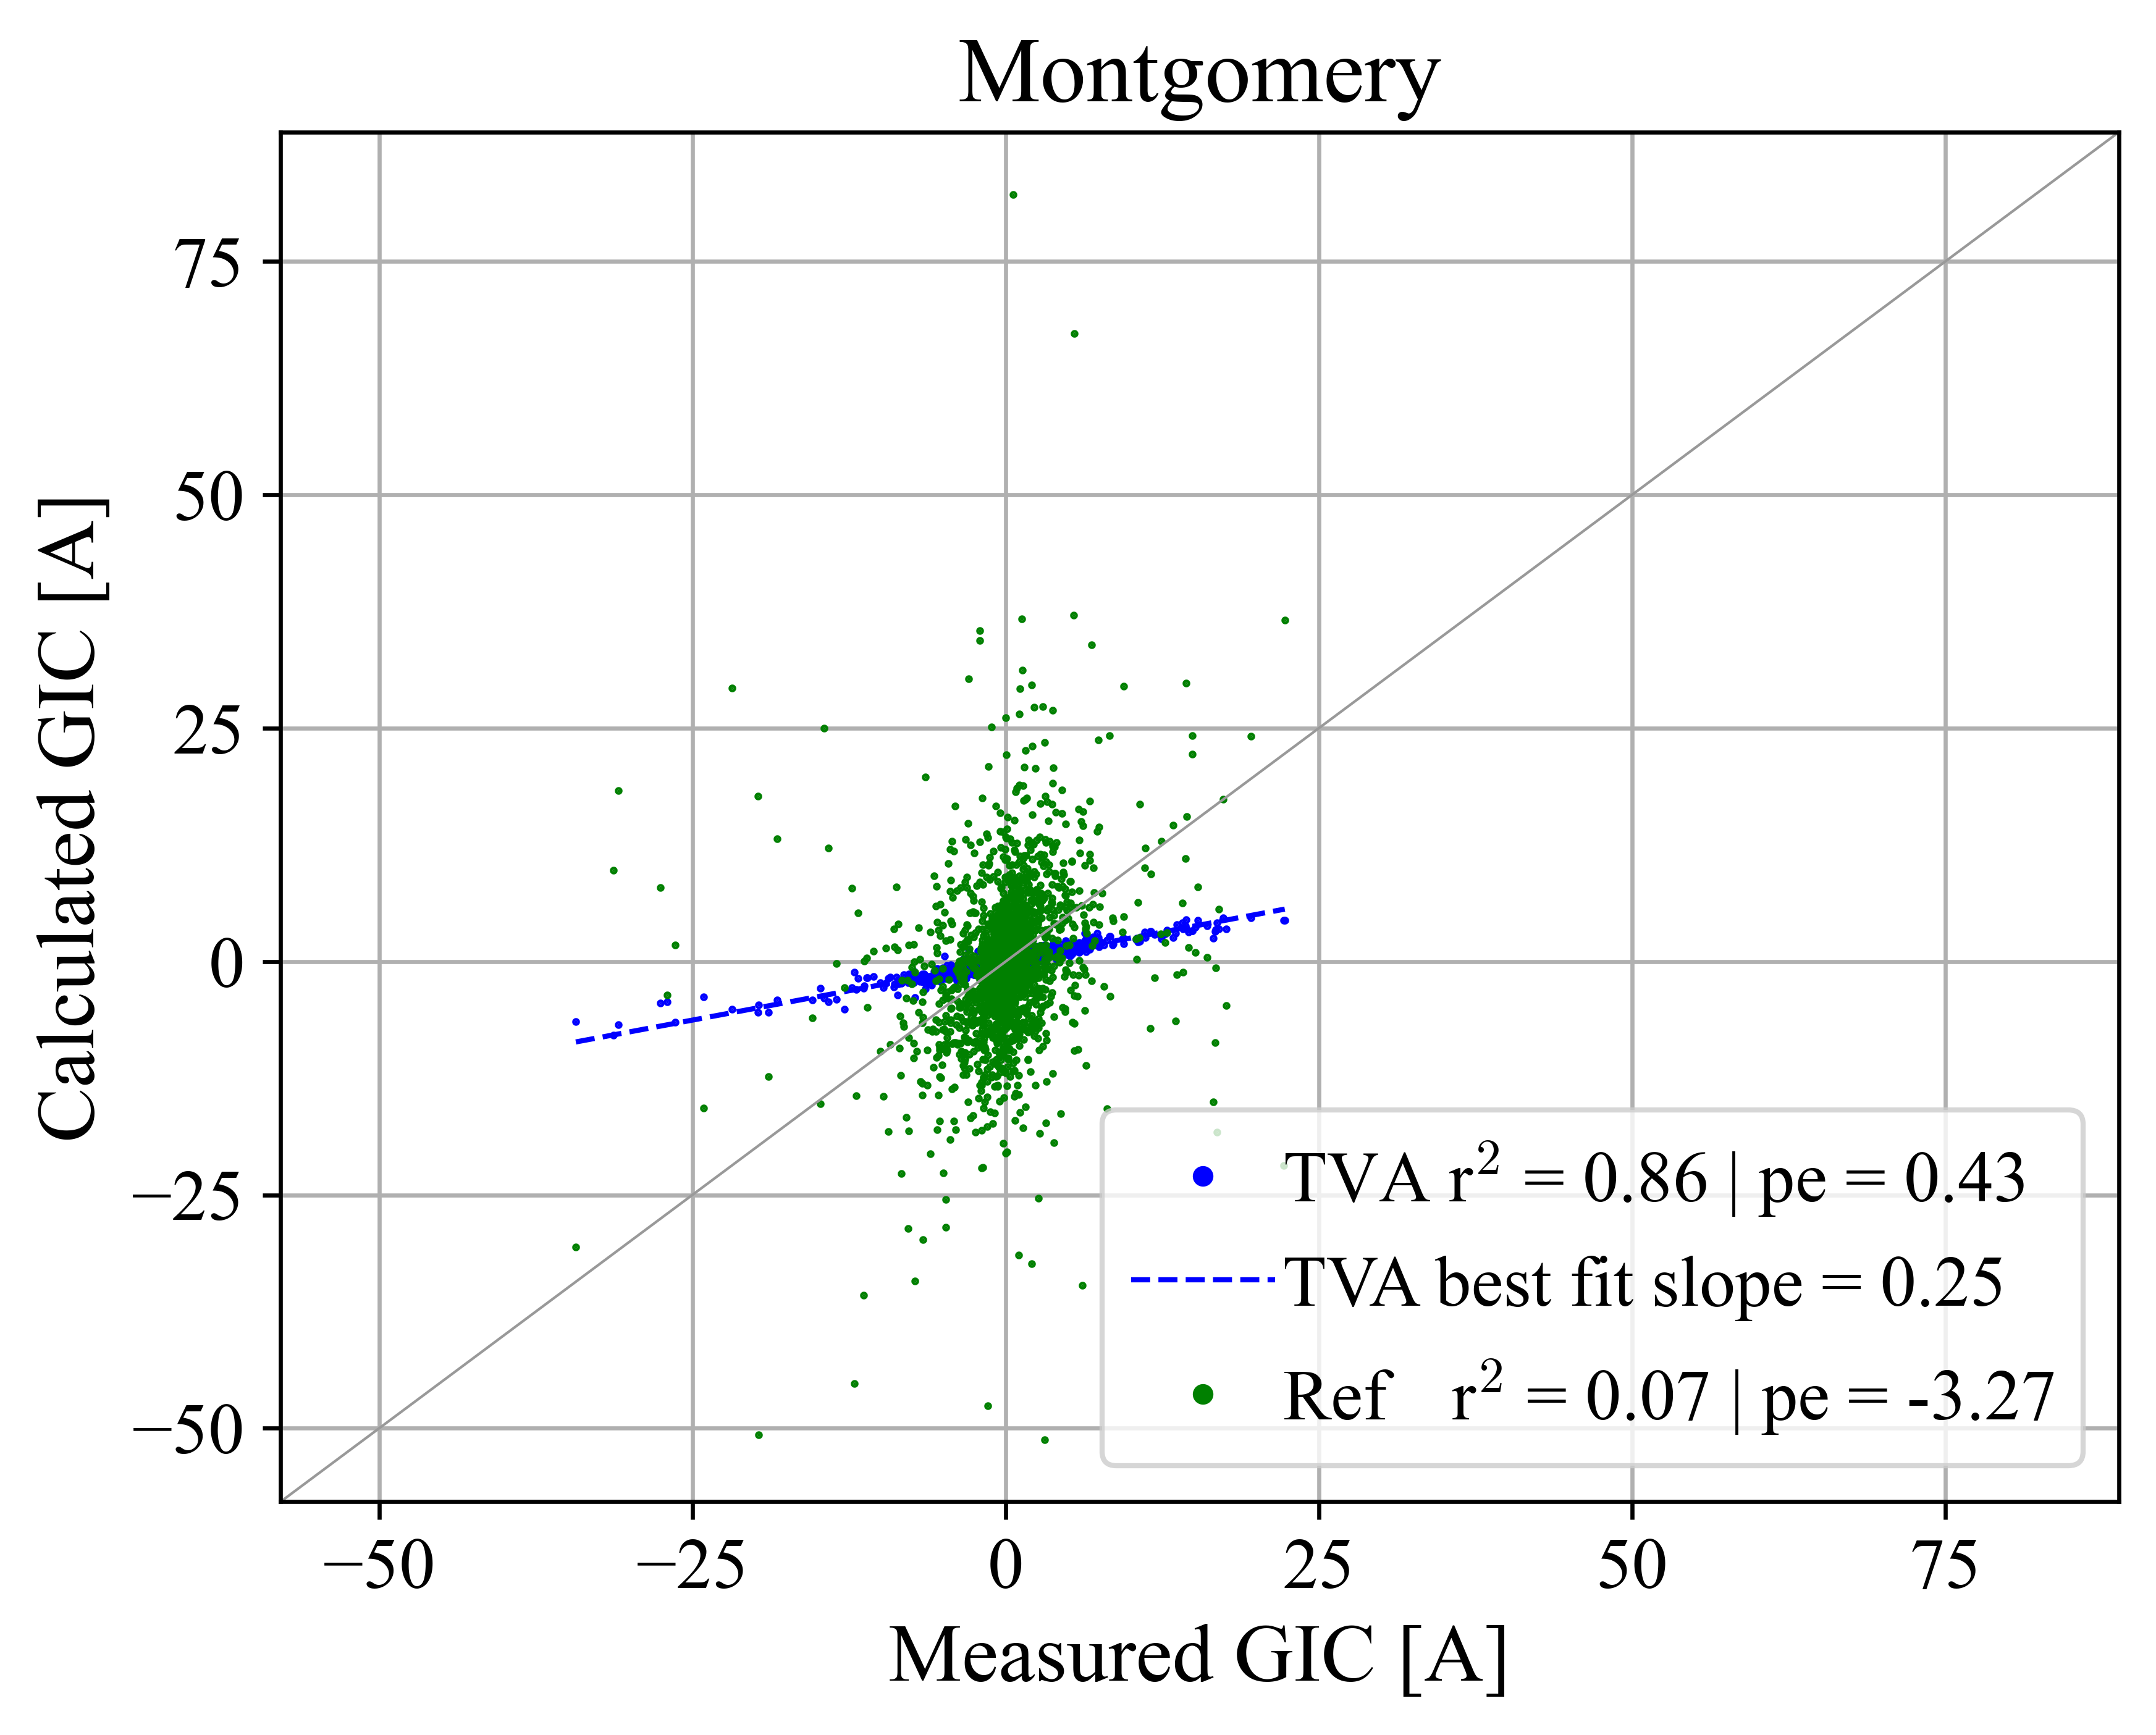 Montgomery
Calculated GIC [A]
75
50
25
0
−25
−50
TVA r² = 0.86 | pe = 0.43
TVA best fit slope = 0.25
Ref r² = 0.07 | pe = -3.27
−50 −25 0 25 50 75
Measured GIC [A]